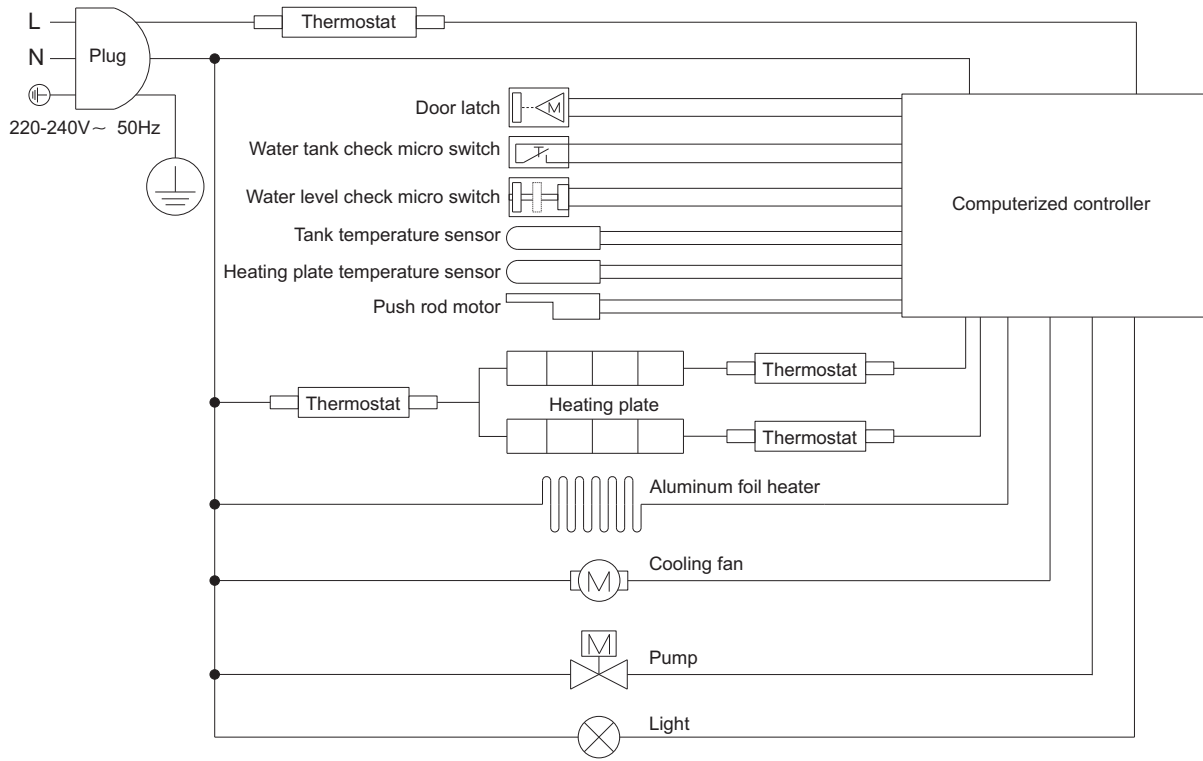 L
Thermostat
N
Plug
220-240V~ 50Hz
Door latch
M
Water tank check micro switch
Water level check micro switch
Computerized controller
Tank temperature sensor
Heating plate temperature sensor
Push rod motor
Thermostat
Thermostat
Heating plate
Thermostat
Aluminum foil heater
Cooling fan
M
M
Pump
Light